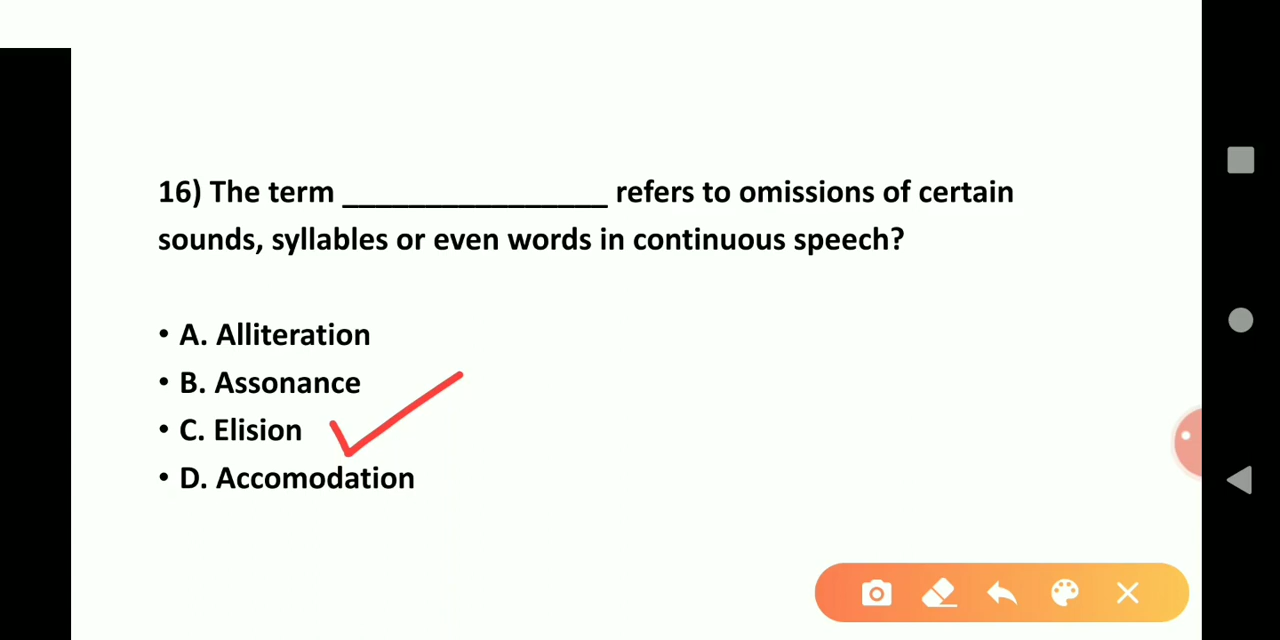 16) The term ________________ refers to omissions of certain
sounds, syllables or even words in continuous speech?
• A. Alliteration
• B. Assonance
• C. Elision
• D. Accomodation